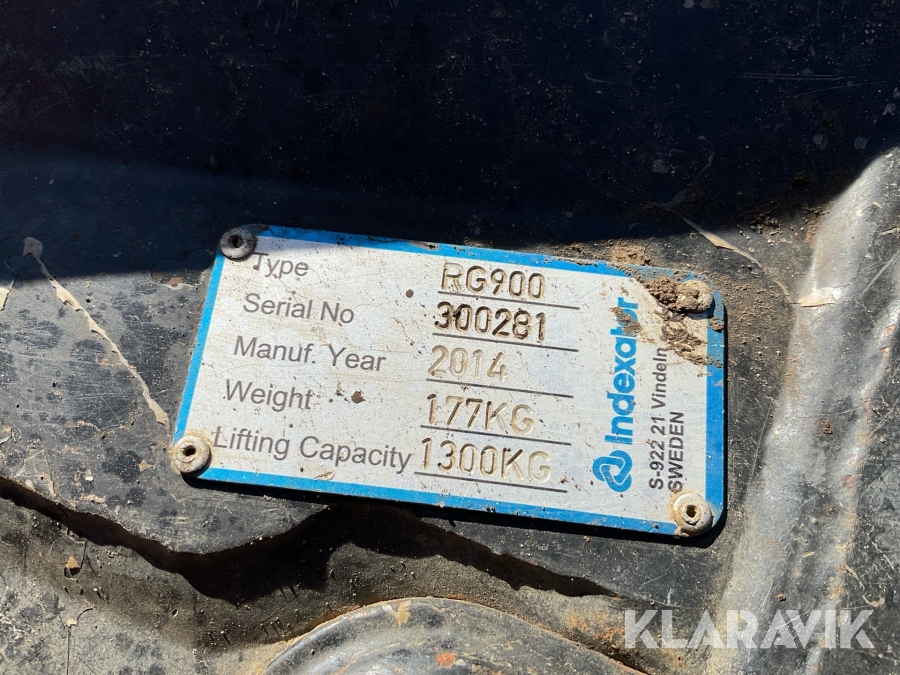 Type RG900
Serial No 300281
Manuf. Year 2014
Weight 177KG
Lifting Capacity 1300KG
Indexator
S-922 21 Vindeln
SWEDEN
KLARAVIK